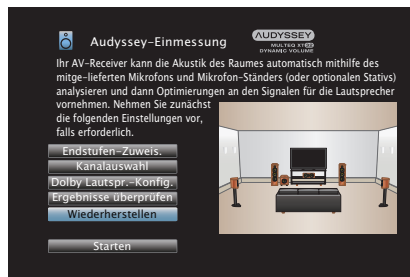 Audyssey-Einmessung
AUDYSSEY
MULTEQ XT32
DYNAMIC VOLUME
Ihr AV-Receiver kann die Akustik des Raumes automatisch mithilfe des
mitge-lieferten Mikrofons und Mikrofon-Ständers (oder optionalen Stativs)
analysieren und dann Optimierungen an den Signalen für die Lautsprecher
vornehmen. Nehmen Sie zunächst
die folgenden Einstellungen vor,
falls erforderlich.
Endstufen-Zuweis.
Kanalauswahl
Dolby Lautspr.-Konfig.
Ergebnisse überprüfen
Wiederherstellen
Starten